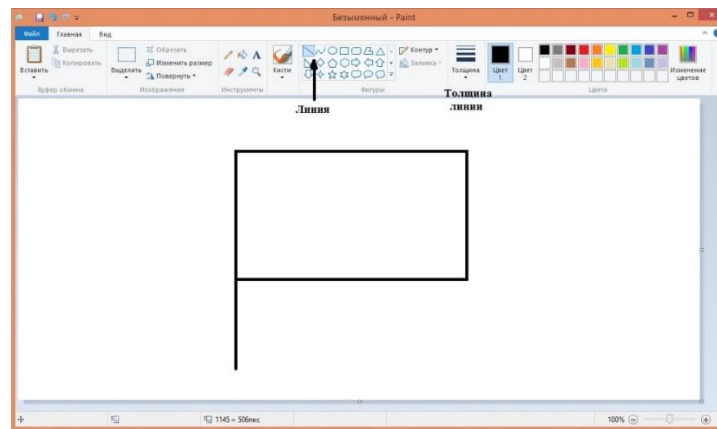 Безымянный - Paint
Файл Главная Вид
Вставить
Вырезать
Копировать
Буфер обмена
Выделить
Обрезать
Изменить размер
Повернуть
Изображение
Инструменты
Кисти
Фигуры
Контур
Заливка
Толщина
Цвет 1
Цвет 2
Изменение цветов
Цвета
Линия
Толщина
линии
1145 × 506пкс
100%